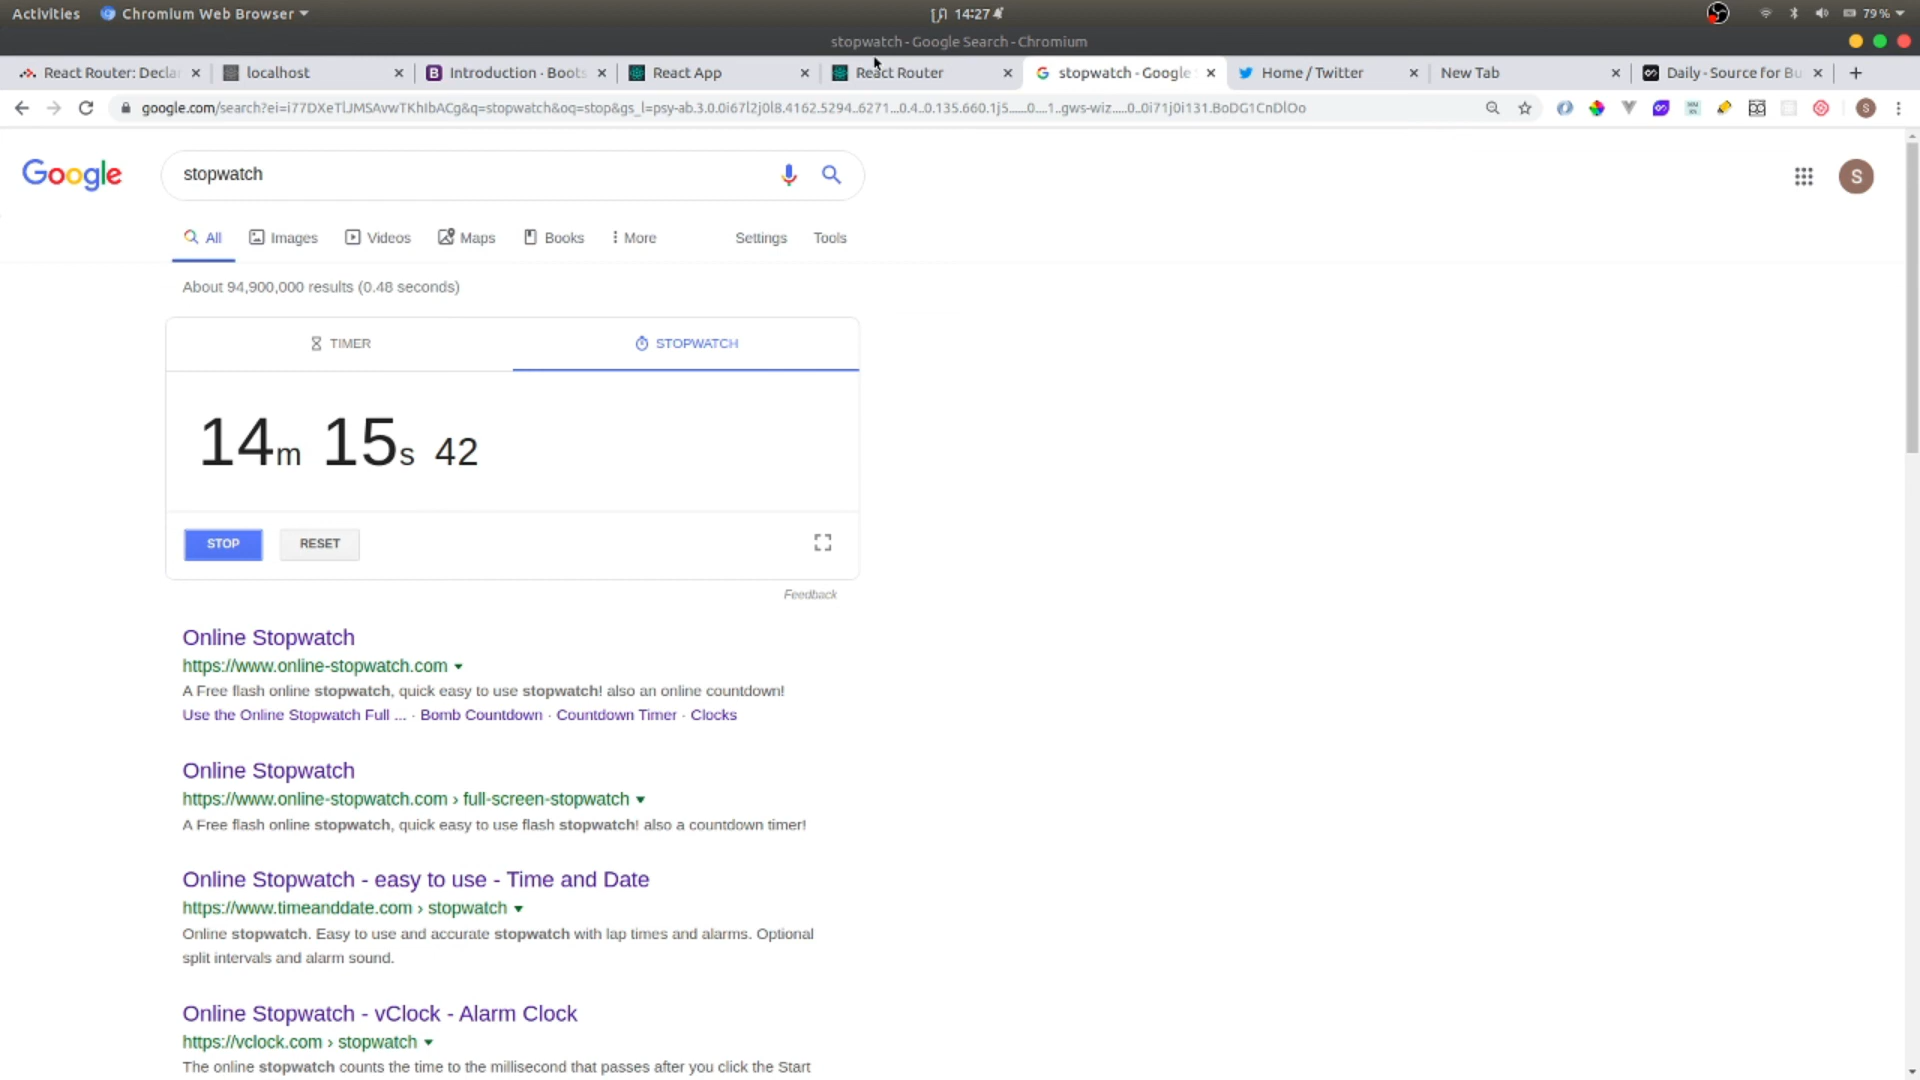 Activities Chromium Web Browser 14:27 79 %
stopwatch - Google Search - Chromium
React Router: Decla localhost Introduction · Boots React App React Router stopwatch - Google Home / Twitter New Tab Daily - Source for Bu
google.com/search?ei=i77DXeTlJMSAvwTKhIbACg&q=stopwatch&oq=stop&gs_l=psy-ab.3.0.0i67l2j0l8.4162.5294..6271...0.4..0.135.660.1j5......0....1..gws-wiz.....0..0i71j0i131.BoDG1CnDlOo S
Google stopwatch S
All Images Videos Maps Books More Settings Tools
About 94,900,000 results (0.48 seconds)
TIMER STOPWATCH
14m 15s 42
STOP RESET
Feedback
Online Stopwatch
https://www.online-stopwatch.com
A Free flash online stopwatch, quick easy to use stopwatch! also an online countdown!
Use the Online Stopwatch Full ... · Bomb Countdown · Countdown Timer · Clocks
Online Stopwatch
https://www.online-stopwatch.com › full-screen-stopwatch
A Free flash online stopwatch, quick easy to use flash stopwatch! also a countdown timer!
Online Stopwatch - easy to use - Time and Date
https://www.timeanddate.com › stopwatch
Online stopwatch. Easy to use and accurate stopwatch with lap times and alarms. Optional
split intervals and alarm sound.
Online Stopwatch - vClock - Alarm Clock
https://vclock.com › stopwatch
The online stopwatch counts the time to the millisecond that passes after you click the Start